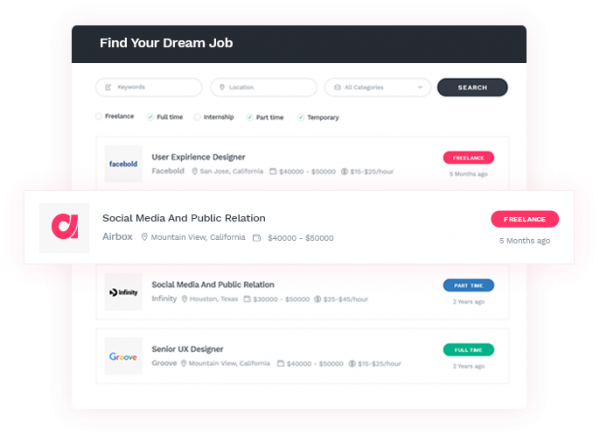 Find Your Dream Job
Keywords Location All Categories SEARCH
Freelance Full time Internship Part time Temporary
facebold
User Expirience Designer
Facebold San Jose, California $40000 - $50000 $15-$25/hour
FREELANCE
5 Months ago
Social Media And Public Relation
Airbox Mountain View, California $40000 - $50000
FREELANCE
5 Months ago
Infinity
Social Media And Public Relation
Infinity Houston, Texas $30000 - $50000 $35-$45/hour
PART TIME
2 Years ago
Groove
Senior UX Designer
Groove Mountain View, California $40000 - $50000 $15-$25/hour
FULL TIME
2 Years ago